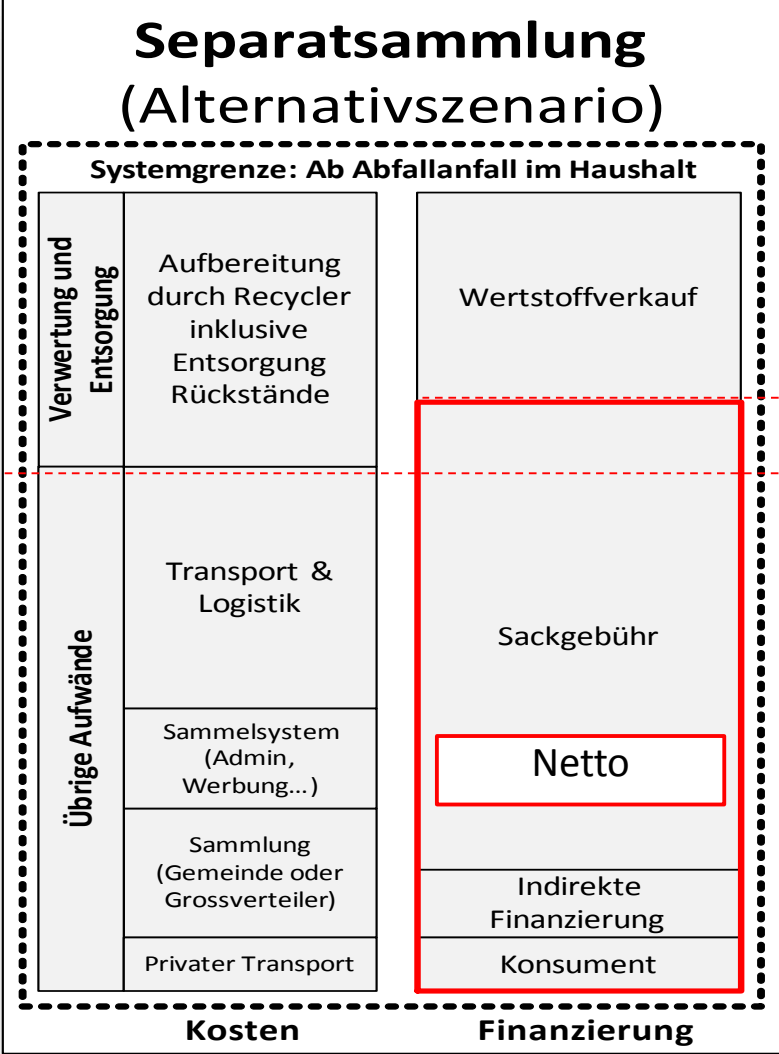 Separatsammlung
(Alternativszenario)
Systemgrenze: Ab Abfallanfall im Haushalt
Verwertung und
Entsorgung
Aufbereitung
durch Recycler
inklusive
Entsorgung
Rückstände
Wertstoffverkauf
Übrige Aufwände
Transport &
Logistik
Sackgebühr
Sammelsystem
(Admin,
Werbung...)
Netto
Sammlung
(Gemeinde oder
Grossverteiler)
Indirekte
Finanzierung
Privater Transport
Konsument
Kosten
Finanzierung